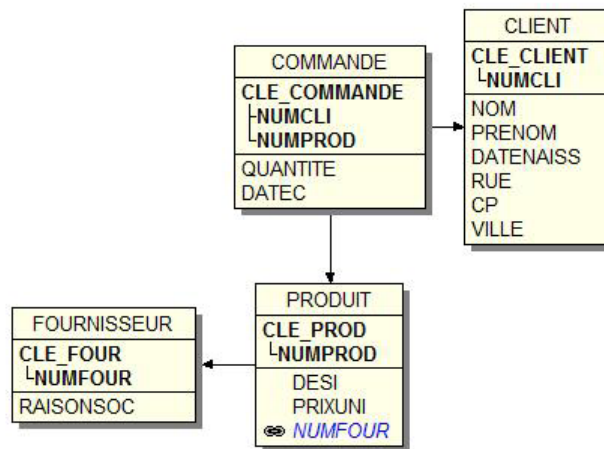 CLIENT
CLE_CLIENT
NUMCLI
NOM
PRENOM
DATENAISS
RUE
CP
VILLE
COMMANDE
CLE_COMMANDE
NUMCLI
NUMPROD
QUANTITE
DATEC
PRODUIT
CLE_PROD
NUMPROD
DESI
PRIXUNI
NUMFOUR
FOURNISSEUR
CLE_FOUR
NUMFOUR
RAISONSOC